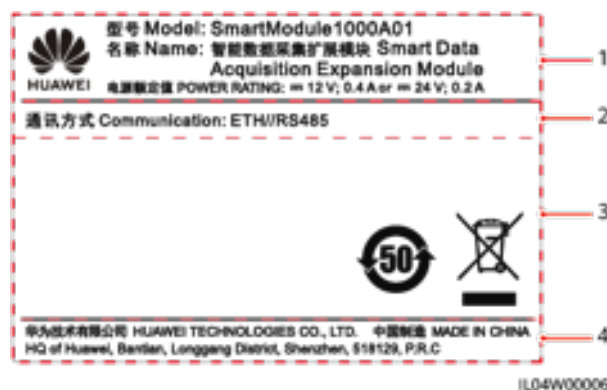 型号 Model: SmartModule1000A01
名称 Name: 智能数据采集扩展模块 Smart Data
Acquisition Expansion Module
HUAWEI
电源额定值 POWER RATING: ⎓ 12 V; 0.4 A or ⎓ 24 V; 0.2 A
1
通讯方式 Communication: ETH//RS485
2
3
50
华为技术有限公司 HUAWEI TECHNOLOGIES CO., LTD. 中国制造 MADE IN CHINA
HQ of Huawei, Bantian, Longgang District, Shenzhen, 518129, P.R.C
4
IL04W00006